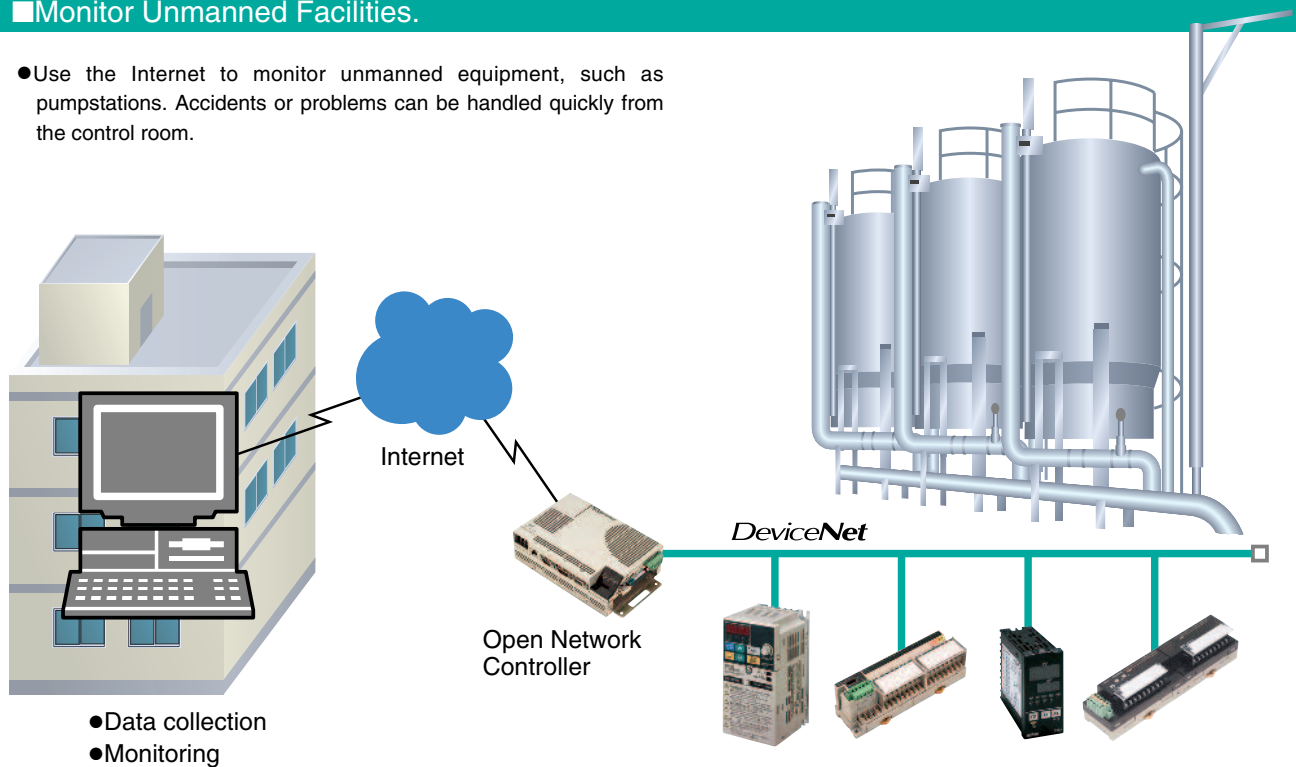 ■Monitor Unmanned Facilities.
●Use the Internet to monitor unmanned equipment, such as
pumpstations. Accidents or problems can be handled quickly from
the control room.
Internet
DeviceNet
Open Network
Controller
●Data collection
●Monitoring